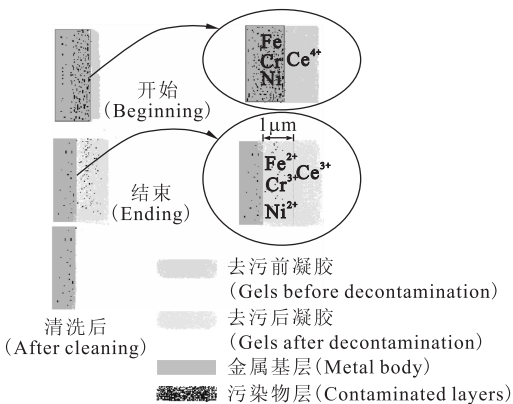 Fe
Cr Ce⁴⁺
Ni
开始
(Beginning)
1μm
Fe²⁺
Cr³⁺Ce³⁺
Ni²⁺
结束
(Ending)
清洗后
(After cleaning)
去污前凝胶
(Gels before decontamination)
去污后凝胶
(Gels after decontamination)
金属基层(Metal body)
污染物层(Contaminated layers)